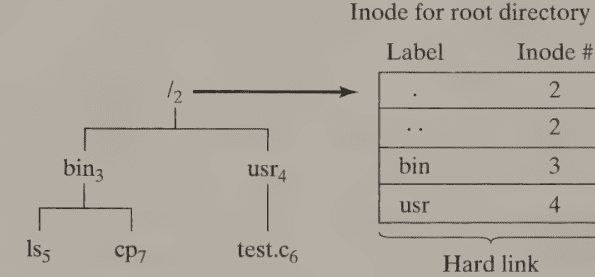 Inode for root directory
Label Inode #
/2
. 2
.. 2
bin 3
usr 4
bin3 usr4
ls5 cp7 test.c6
Hard link